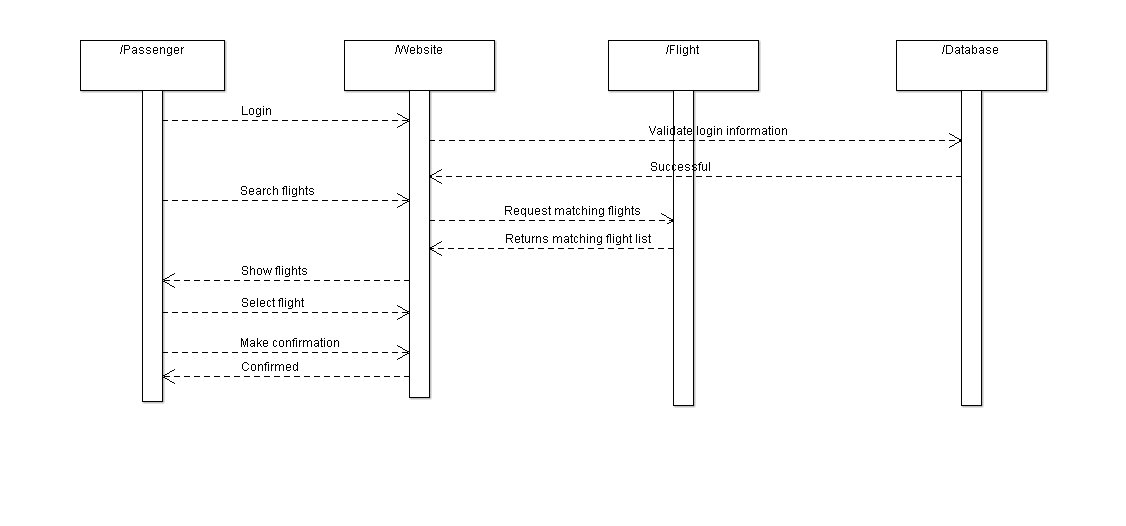 /Passenger
/Website
/Flight
/Database
Login
Validate login information
Successful
Search flights
Request matching flights
Returns matching flight list
Show flights
Select flight
Make confirmation
Confirmed